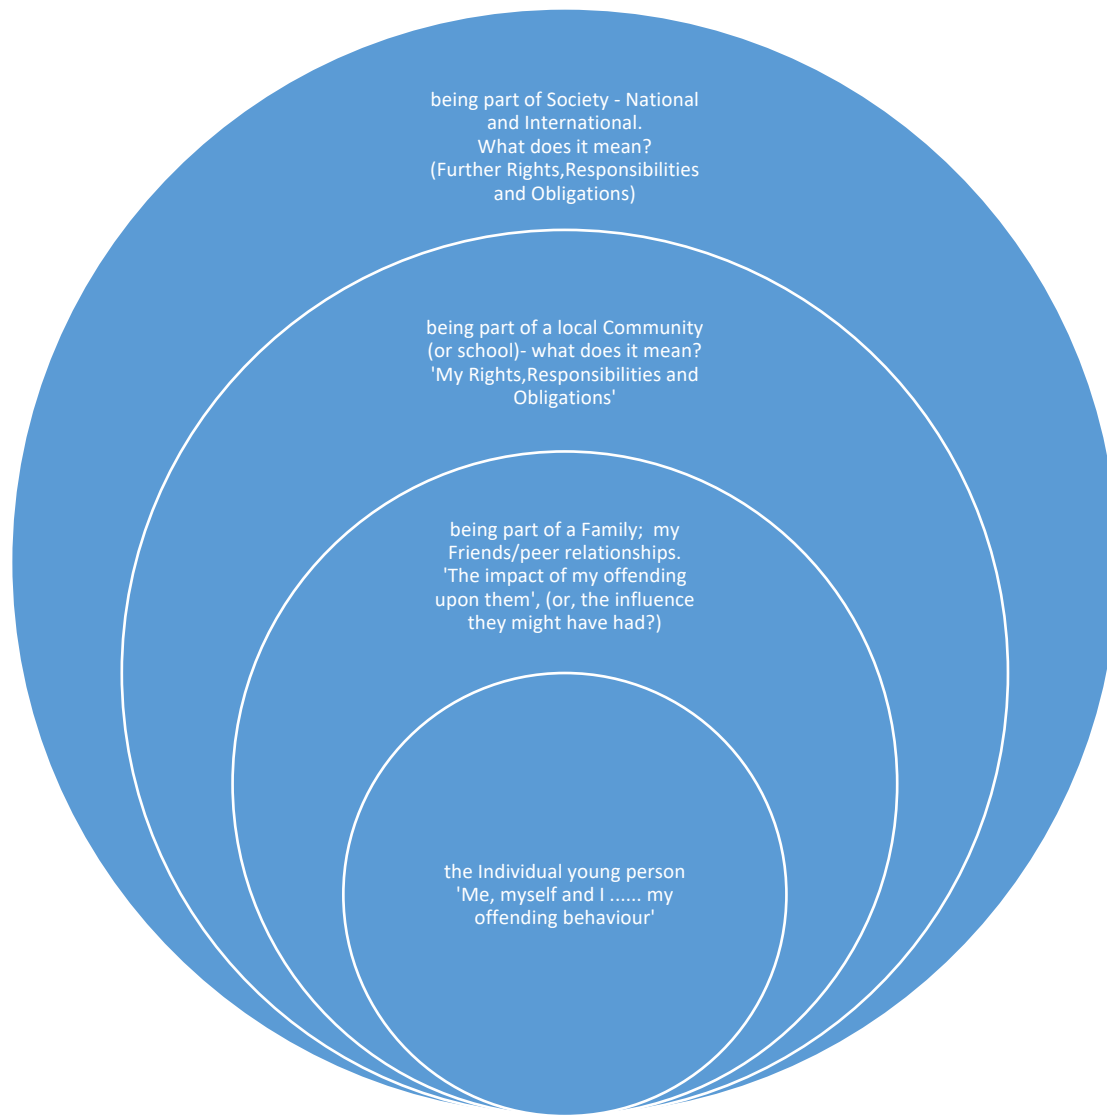 being part of Society - National
and International.
What does it mean?
(Further Rights,Responsibilities
and Obligations)
being part of a local Community
(or school)- what does it mean?
'My Rights,Responsibilities and
Obligations'
being part of a Family;  my
Friends/peer relationships.
'The impact of my offending
upon them', (or, the influence
they might have had?)
the Individual young person
'Me, myself and I ...... my
offending behaviour'